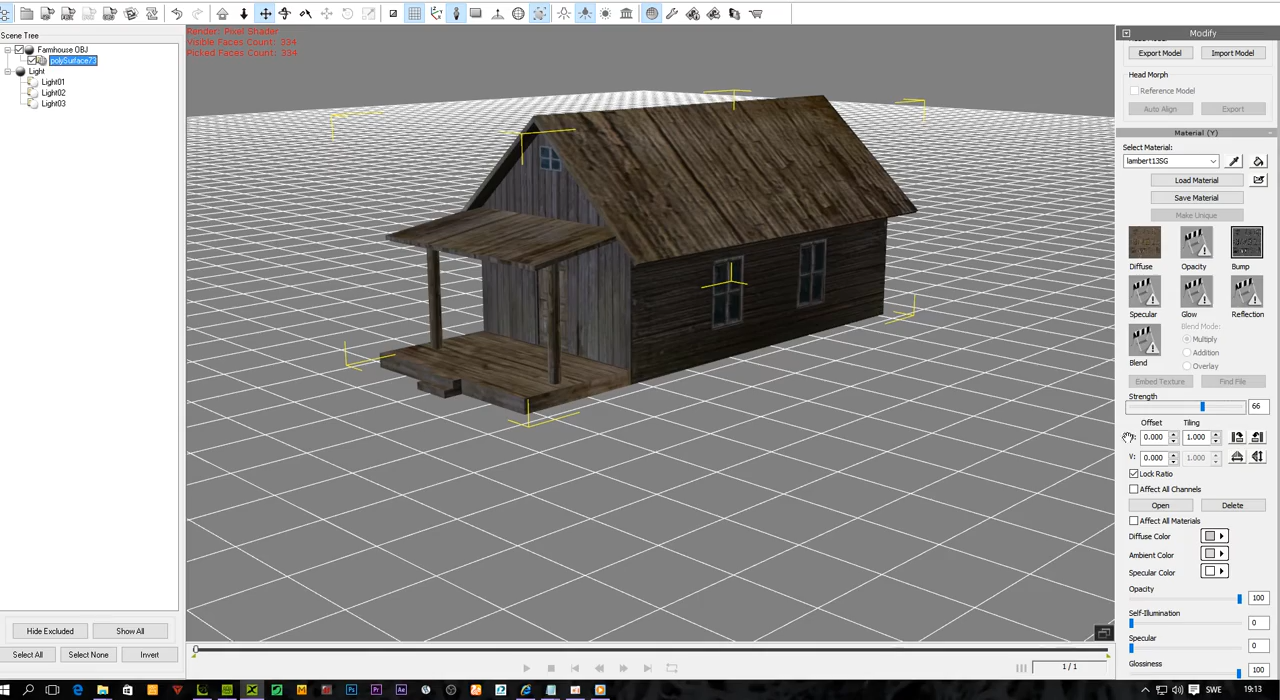 Scene Tree
Farmhouse OBJ
polySurface73
Light
Light01
Light02
Light03
Hide Excluded
Show All
Select All
Select None
Invert
Render: Pixel Shader
Visible Faces Count: 334
Picked Faces Count: 334
1 / 1
Modify
Export Model
Import Model
Head Morph
Reference Model
Auto Align
Export
Material (Y)
Select Material:
lambert13SG
Load Material
Save Material
Make Unique
Diffuse
Opacity
Bump
Specular
Glow
Reflection
Blend
Blend Mode:
Multiply
Addition
Overlay
Embed Texture
Find File
Strength
66
Offset
Tiling
0.000
1.000
V:
0.000
1.000
Lock Ratio
Affect All Channels
Open
Delete
Affect All Materials
Diffuse Color
Ambient Color
Specular Color
Opacity
100
Self-Illumination
0
Specular
0
Glossiness
100
SWE
19:13